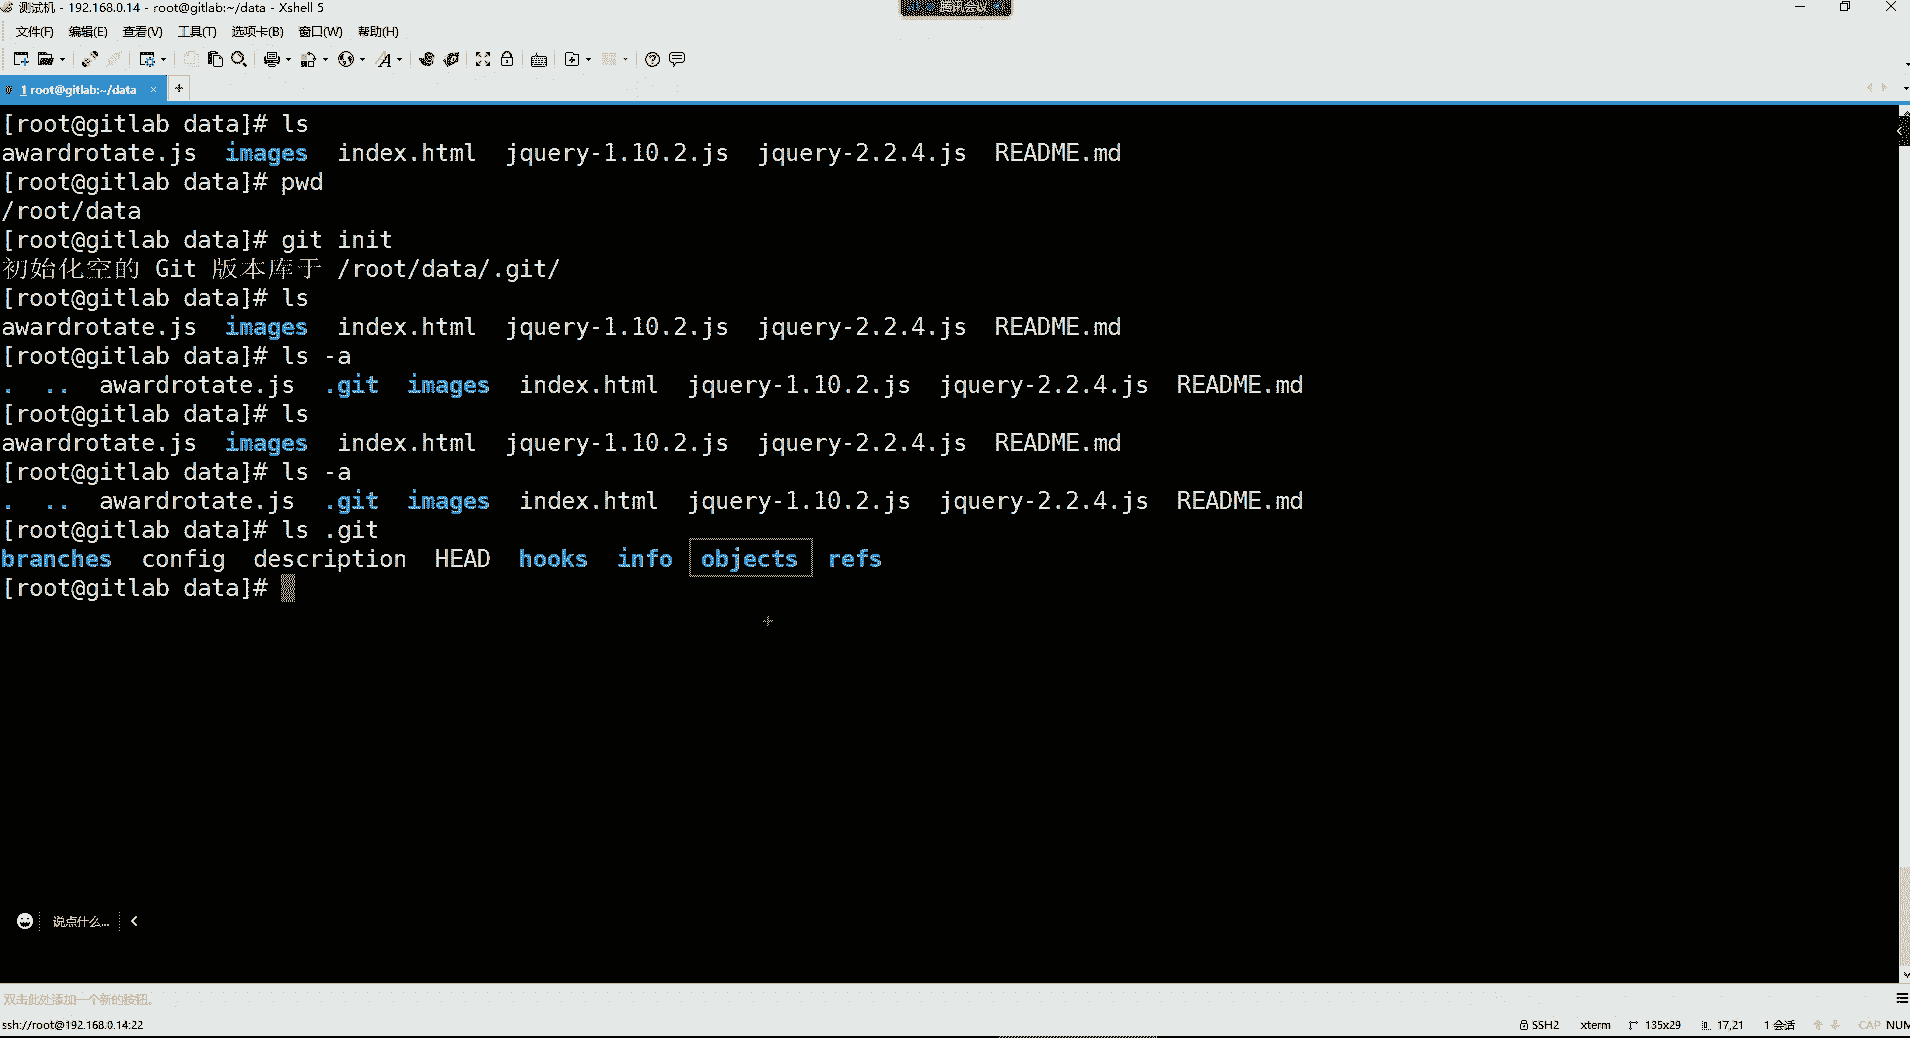 测试机 - 192.168.0.14 - root@gitlab:~/data - Xshell 5
腾讯会议
文件(F) 编辑(E) 查看(V) 工具(T) 选项卡(B) 窗口(W) 帮助(H)
1 root@gitlab:~/data × +
[root@gitlab data]# ls
awardrotate.js images index.html jquery-1.10.2.js jquery-2.2.4.js README.md
[root@gitlab data]# pwd
/root/data
[root@gitlab data]# git init
初始化空的 Git 版本库于 /root/data/.git/
[root@gitlab data]# ls
awardrotate.js images index.html jquery-1.10.2.js jquery-2.2.4.js README.md
[root@gitlab data]# ls -a
. .. awardrotate.js .git images index.html jquery-1.10.2.js jquery-2.2.4.js README.md
[root@gitlab data]# ls
awardrotate.js images index.html jquery-1.10.2.js jquery-2.2.4.js README.md
[root@gitlab data]# ls -a
. .. awardrotate.js .git images index.html jquery-1.10.2.js jquery-2.2.4.js README.md
[root@gitlab data]# ls .git
branches config description HEAD hooks info objects refs
[root@gitlab data]#
说点什么...
双击此处添加一个新的按钮。
ssh://root@192.168.0.14:22 SSH2 xterm 135x29 17,21 1 会话 CAP NUM